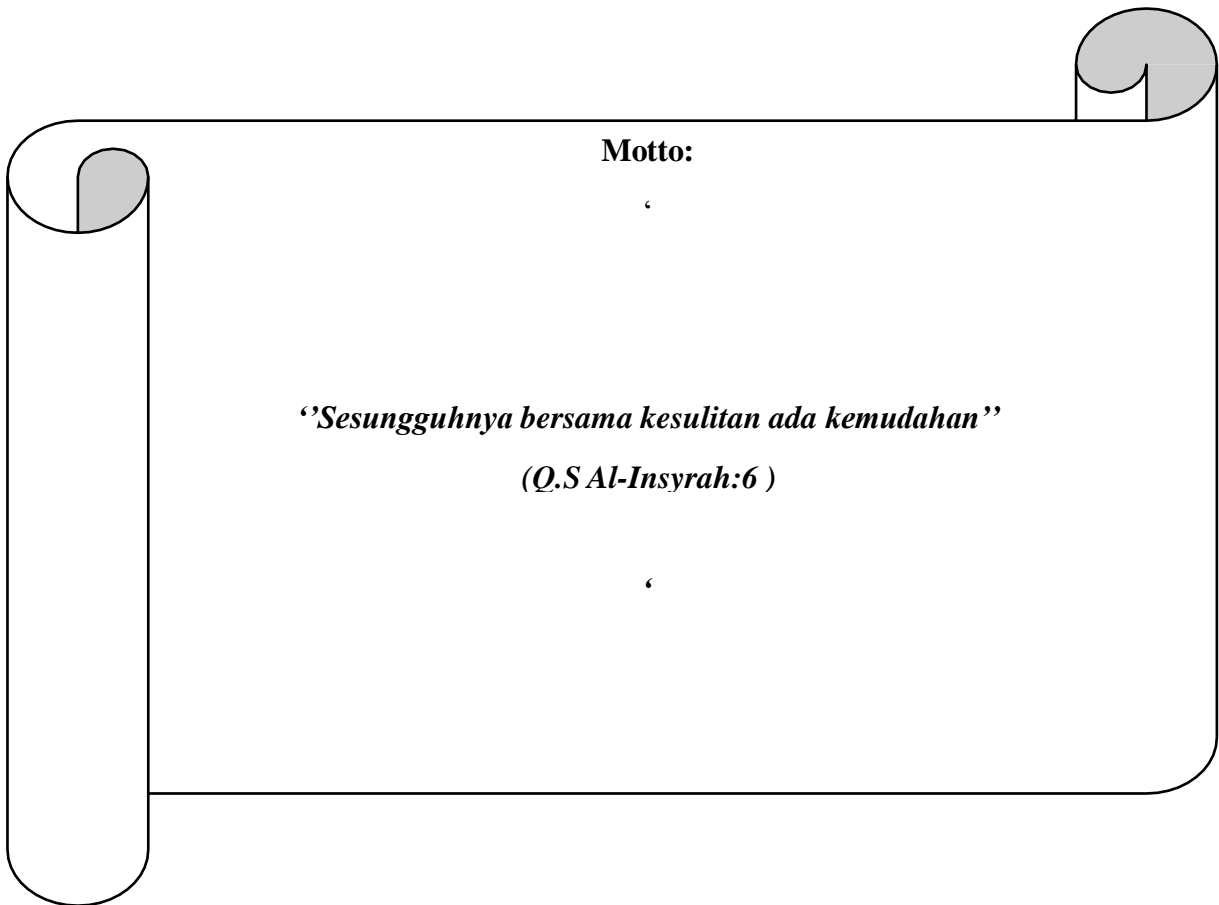 Motto:
‘
‘’Sesungguhnya bersama kesulitan ada kemudahan’’
(Q.S Al-Insyrah:6 )
‘